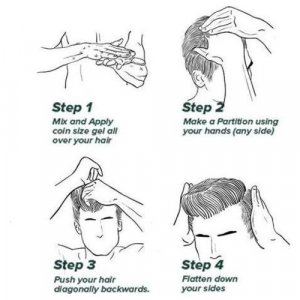 Step 1
Mix and Apply
coin size gel all
over your hair
Step 2
Make a Partition using
your hands (any side)
Step 3
Push your hair
diagonally backwards.
Step 4
Flatten down
your sides